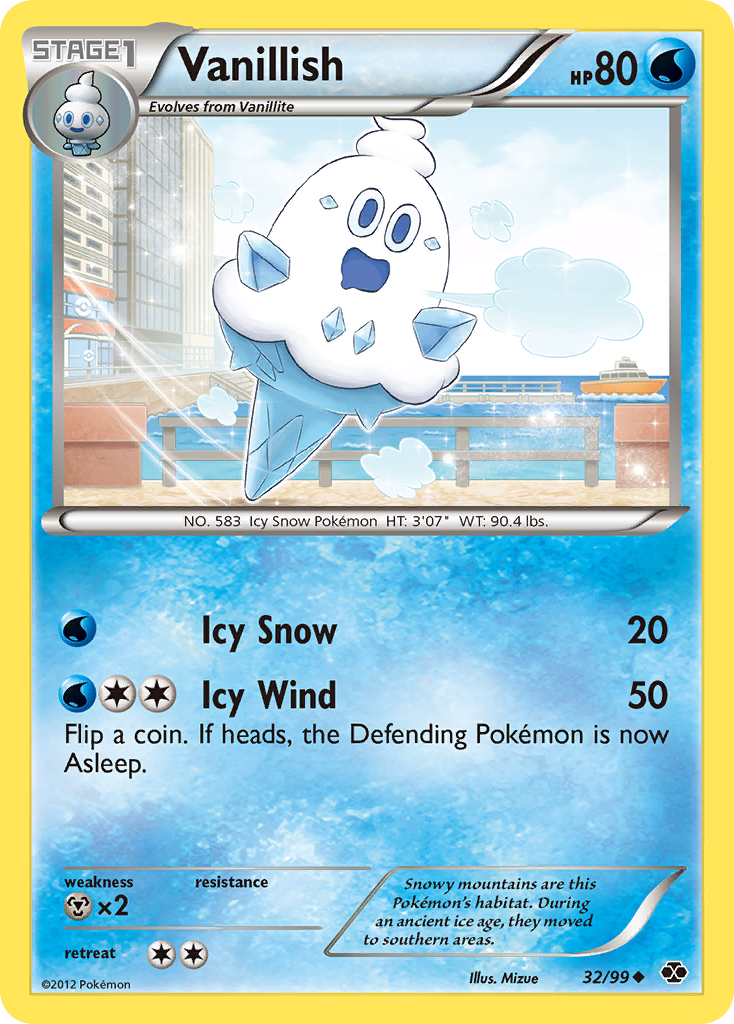 STAGE1
Vanillish
HP80
Evolves from Vanillite
NO. 583 Icy Snow Pokémon HT: 3'07" WT: 90.4 lbs.
Icy Snow 20
Icy Wind 50
Flip a coin. If heads, the Defending Pokémon is now
Asleep.
weakness resistance
×2
Snowy mountains are this
Pokémon's habitat. During
an ancient ice age, they moved
to southern areas.
retreat
©2012 Pokémon
Illus. Mizue 32/99